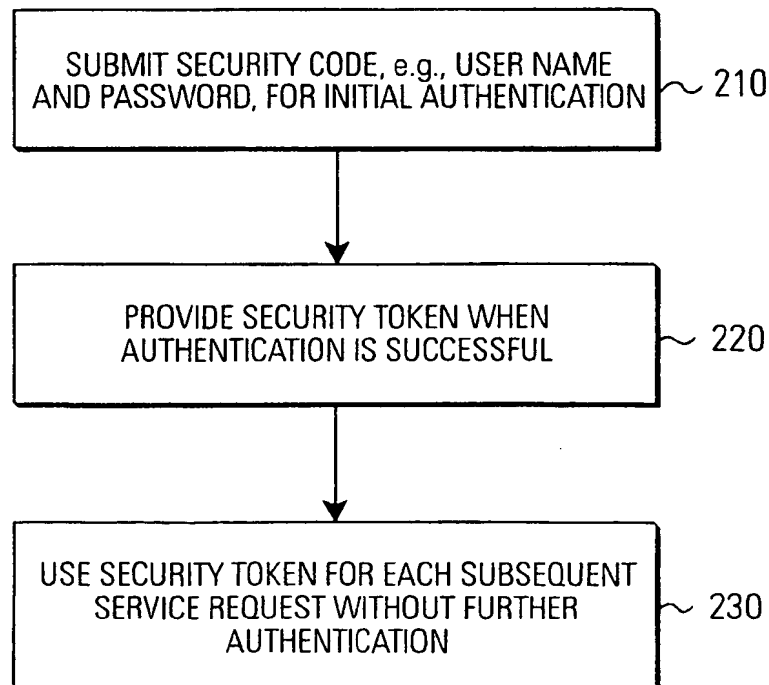 SUBMIT SECURITY CODE, e.g., USER NAME
AND PASSWORD, FOR INITIAL AUTHENTICATION
210
PROVIDE SECURITY TOKEN WHEN
AUTHENTICATION IS SUCCESSFUL
220
USE SECURITY TOKEN FOR EACH SUBSEQUENT
SERVICE REQUEST WITHOUT FURTHER
AUTHENTICATION
230